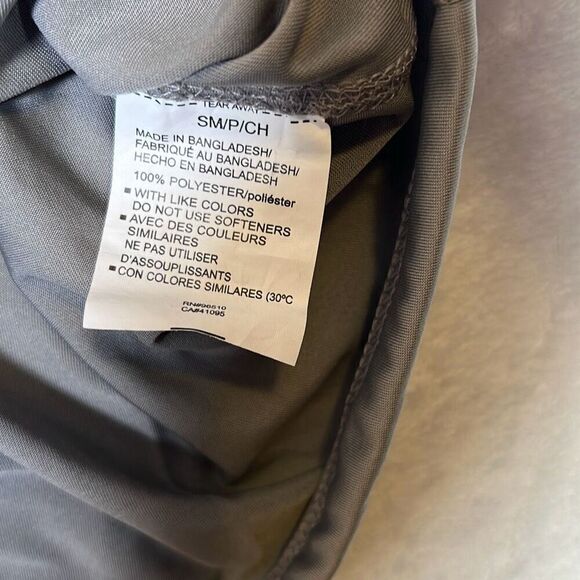 TEAR AWAY
SM/P/CH
MADE IN BANGLADESH/
FABRIQUÉ AU BANGLADESH/
HECHO EN BANGLADESH
100% POLYESTER/poliéster
▪ WITH LIKE COLORS
DO NOT USE SOFTENERS
▪ AVEC DES COULEURS
SIMILAIRES
NE PAS UTILISER
D'ASSOUPLISSANTS
▪ CON COLORES SIMILARES (30ºC
RN#96510
CA#41095